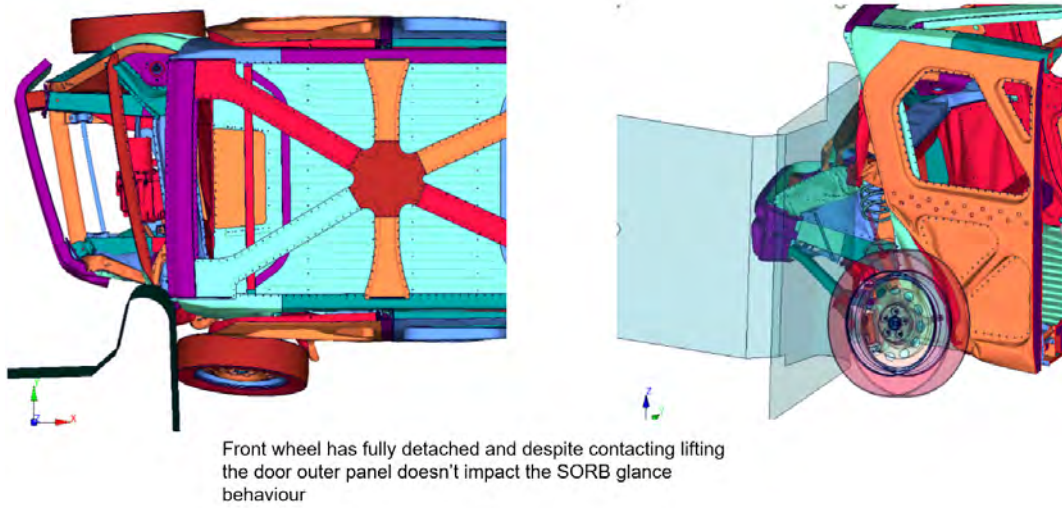 Z
X
Z
Front wheel has fully detached and despite contacting lifting
the door outer panel doesn't impact the SORB glance
behaviour